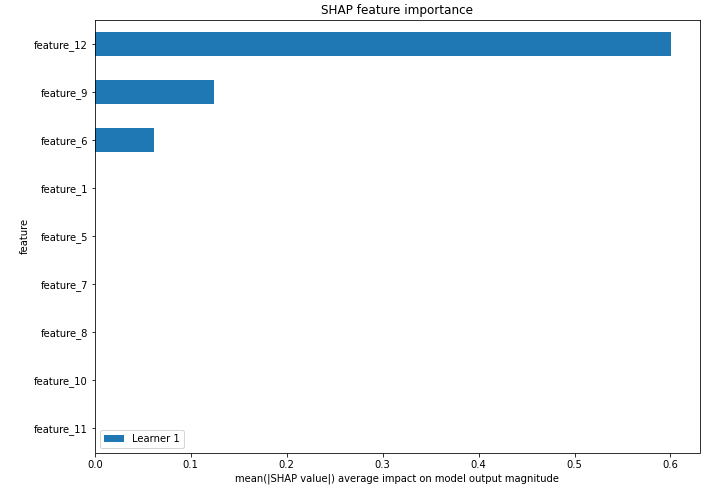 SHAP feature importance
feature_12
feature_9
feature_6
feature_1
feature_5
feature_7
feature_8
feature_10
feature_11
feature
Learner 1
0.0 0.1 0.2 0.3 0.4 0.5 0.6
mean(|SHAP value|) average impact on model output magnitude